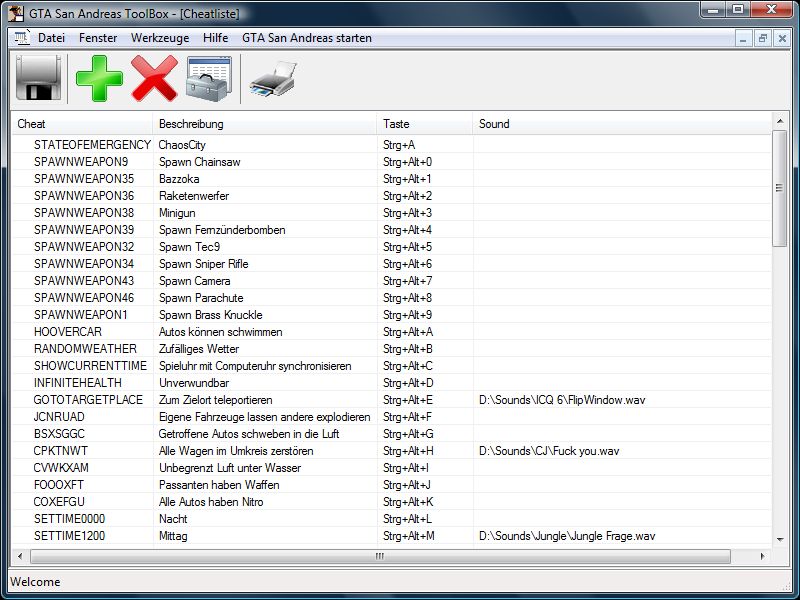 GTA San Andreas ToolBox - [Cheatliste]
Datei Fenster Werkzeuge Hilfe GTA San Andreas starten
Cheat Beschreibung Taste Sound
STATEOFEMERGENCY ChaosCity Strg+A
SPAWNWEAPON9 Spawn Chainsaw Strg+Alt+0
SPAWNWEAPON35 Bazzoka Strg+Alt+1
SPAWNWEAPON36 Raketenwerfer Strg+Alt+2
SPAWNWEAPON38 Minigun Strg+Alt+3
SPAWNWEAPON39 Spawn Fernzünderbomben Strg+Alt+4
SPAWNWEAPON32 Spawn Tec9 Strg+Alt+5
SPAWNWEAPON34 Spawn Sniper Rifle Strg+Alt+6
SPAWNWEAPON43 Spawn Camera Strg+Alt+7
SPAWNWEAPON46 Spawn Parachute Strg+Alt+8
SPAWNWEAPON1 Spawn Brass Knuckle Strg+Alt+9
HOOVERCAR Autos können schwimmen Strg+Alt+A
RANDOMWEATHER Zufälliges Wetter Strg+Alt+B
SHOWCURRENTTIME Spieluhr mit Computeruhr synchronisieren Strg+Alt+C
INFINITEHEALTH Unverwundbar Strg+Alt+D
GOTOTARGETPLACE Zum Zielort teleportieren Strg+Alt+E D:\Sounds\ICQ 6\FlipWindow.wav
JCNRUAD Eigene Fahrzeuge lassen andere explodieren Strg+Alt+F
BSXSGGC Getroffene Autos schweben in die Luft Strg+Alt+G
CPKTNWT Alle Wagen im Umkreis zerstören Strg+Alt+H D:\Sounds\CJ\Fuck you.wav
CVWKXAM Unbegrenzt Luft unter Wasser Strg+Alt+I
FOOOXFT Passanten haben Waffen Strg+Alt+J
COXEFGU Alle Autos haben Nitro Strg+Alt+K
SETTIME0000 Nacht Strg+Alt+L
SETTIME1200 Mittag Strg+Alt+M D:\Sounds\Jungle\Jungle Frage.wav
Welcome